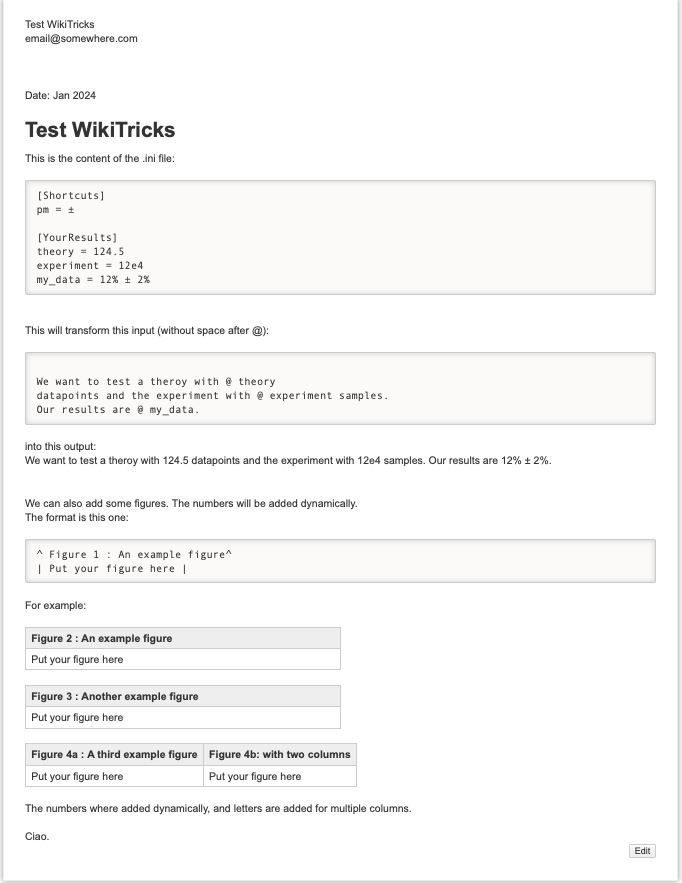 Test WikiTricks
email@somewhere.com
Date: Jan 2024
Test WikiTricks
This is the content of the .ini file:
[Shortcuts]
pm = ±
[YourResults]
theory = 124.5
experiment = 12e4
my_data = 12% ± 2%
This will transform this input (without space after @):
We want to test a theroy with @ theory
datapoints and the experiment with @ experiment samples.
Our results are @ my_data.
into this output:
We want to test a theroy with 124.5 datapoints and the experiment with 12e4 samples. Our results are 12% ± 2%.
We can also add some figures. The numbers will be added dynamically.
The format is this one:
^ Figure 1 : An example figure^
| Put your figure here |
For example:
Figure 2 : An example figure
Put your figure here
Figure 3 : Another example figure
Put your figure here
Figure 4a : A third example figure Figure 4b: with two columns
Put your figure here Put your figure here
The numbers where added dynamically, and letters are added for multiple columns.
Ciao.
Edit